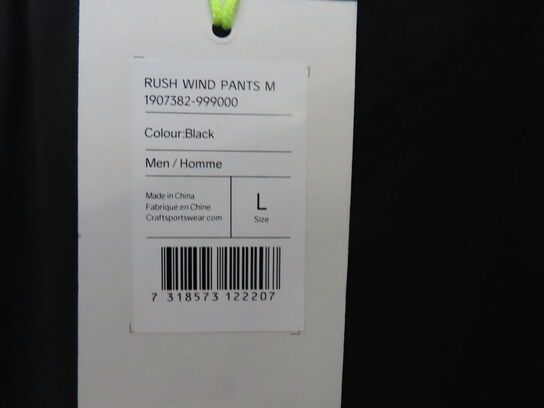 RUSH WIND PANTS M
1907382-999000
Colour:Black
Men / Homme
Made in China
Fabriqué en Chine
Craftsportswear.com
L
Size
7 318573 122207